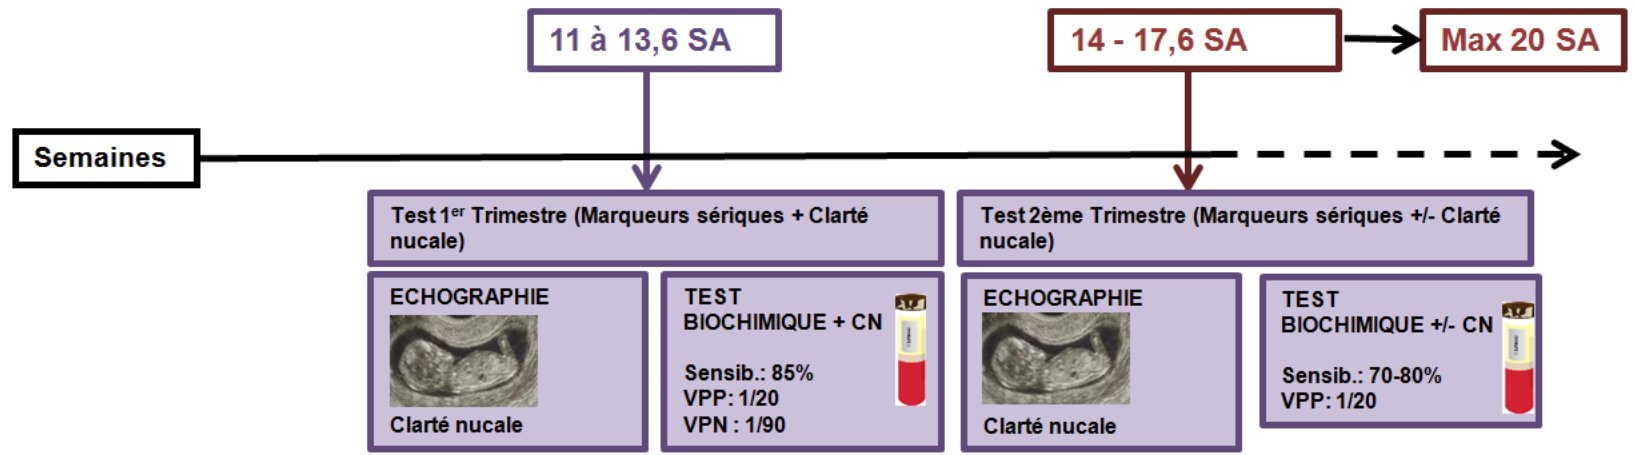 11 à 13,6 SA
14 - 17,6 SA
Max 20 SA
Semaines
Test 1er Trimestre (Marqueurs sériques + Clarté
nucale)
Test 2ème Trimestre (Marqueurs sériques +/- Clarté
nucale)
ECHOGRAPHIE
Clarté nucale
TEST
BIOCHIMIQUE + CN
Sensib.: 85%
VPP: 1/20
VPN : 1/90
ECHOGRAPHIE
Clarté nucale
TEST
BIOCHIMIQUE +/- CN
Sensib.: 70-80%
VPP: 1/20